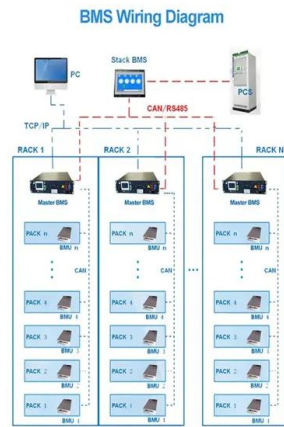 BMS Wiring Diagram
PC
Stack BMS
PCS
CAN/RS485
TCP/IP
RACK 1
RACK 2
RACK N
Master BMS
Master BMS
Master BMS
PACK n
BMU n
PACK n
BMU n
PACK n
BMU n
CAN
CAN
CAN
PACK 4
BMU 4
PACK 4
BMU 4
PACK 4
BMU 4
PACK 3
BMU 3
PACK 3
BMU 3
PACK 3
BMU 3
PACK 2
BMU 2
PACK 2
BMU 2
PACK 2
BMU 2
PACK 1
BMU 1
PACK 1
BMU 1
PACK 1
BMU 1